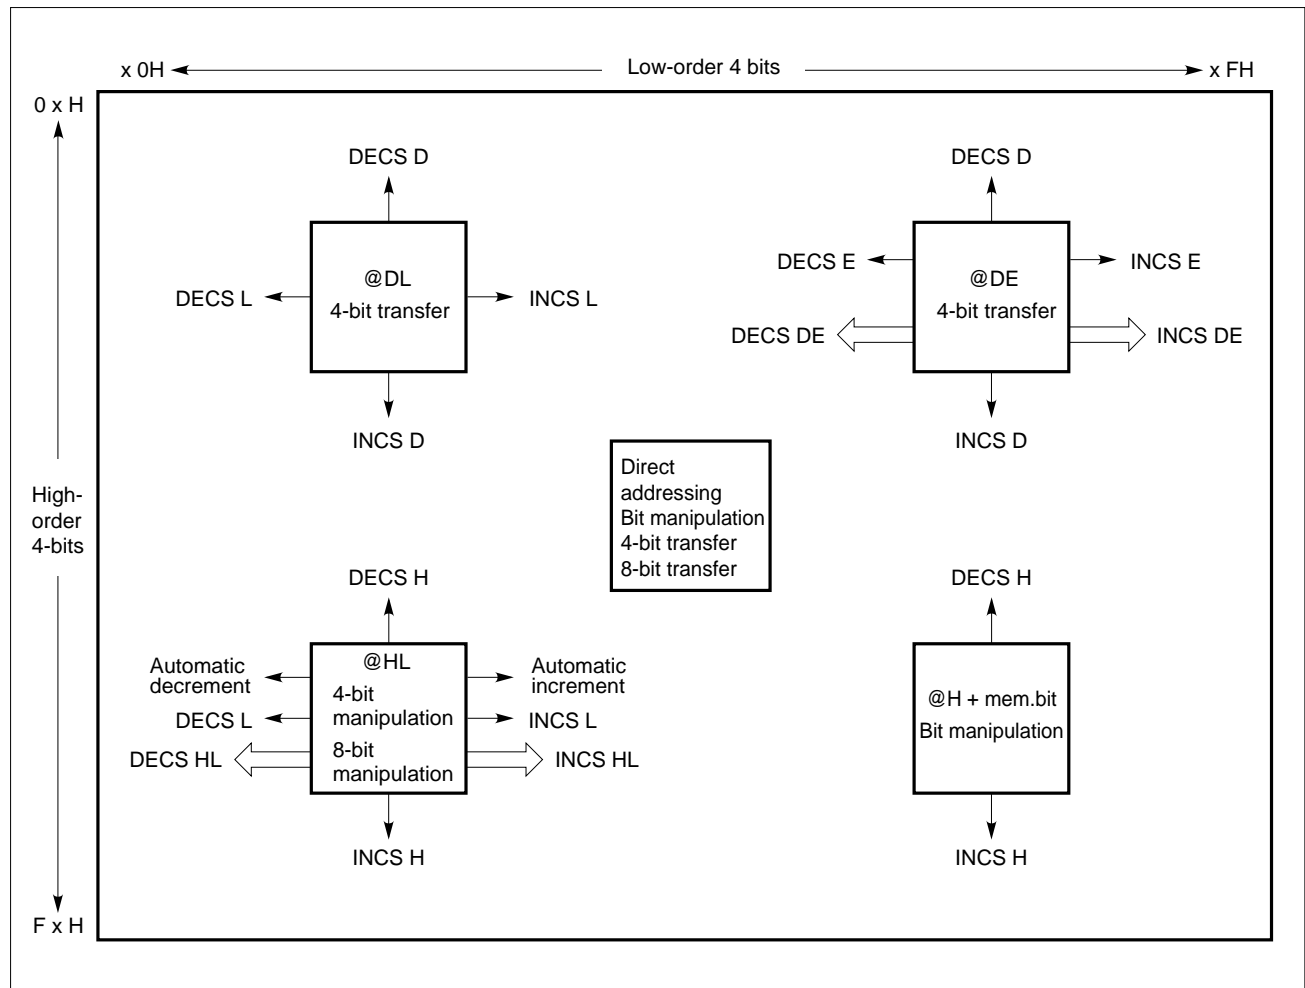 x 0H
Low-order 4 bits
x FH
0 x H
High-
order
4-bits
F x H
DECS D
DECS L
@DL
4-bit transfer
INCS L
INCS D
DECS D
DECS E
@DE
4-bit transfer
INCS E
DECS DE
INCS DE
INCS D
Direct
addressing
Bit manipulation
4-bit transfer
8-bit transfer
DECS H
Automatic
decrement
DECS L
DECS HL
@HL
4-bit
manipulation
8-bit
manipulation
Automatic
increment
INCS L
INCS HL
INCS H
DECS H
@H + mem.bit
Bit manipulation
INCS H